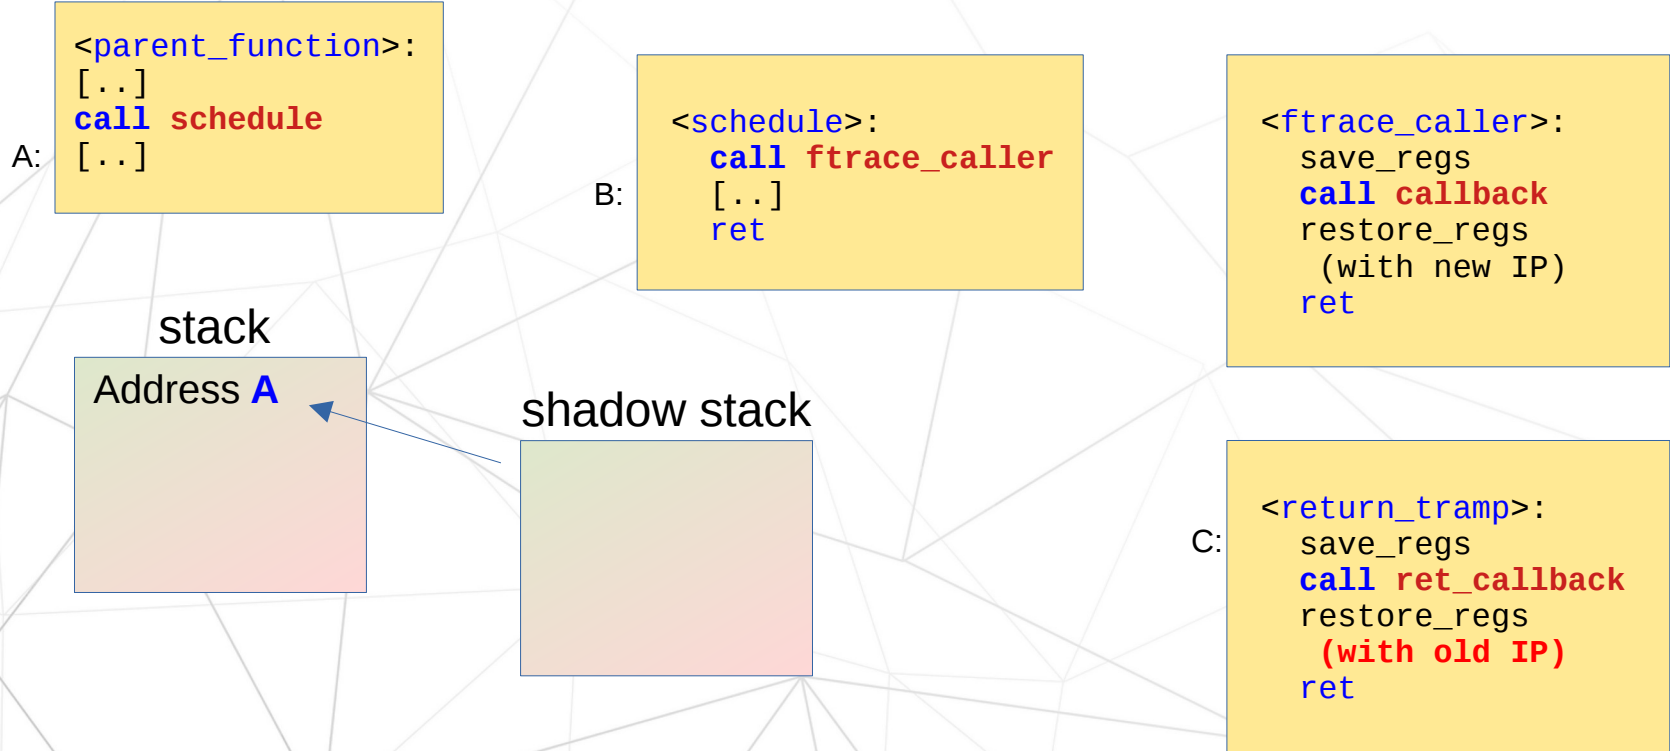 <parent_function>:
[..]
call schedule
A:
[..]
<schedule>:
call ftrace_caller
B:
[..]
ret
<ftrace_caller>:
save_regs
call callback
restore_regs
(with new IP)
ret
stack
Address A
shadow stack
<return_tramp>:
C:
save_regs
call ret_callback
restore_regs
(with old IP)
ret